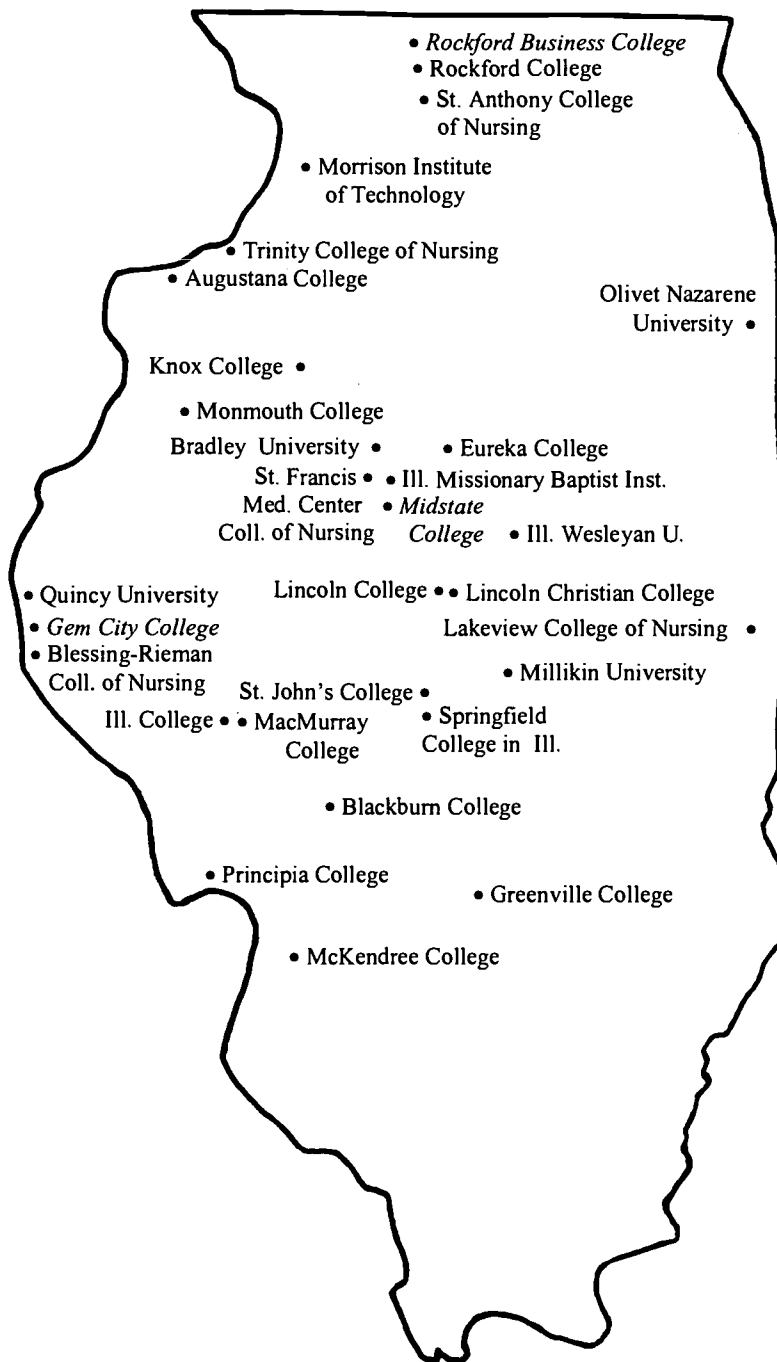 Rockford Business College
Rockford College
St. Anthony College
of Nursing
Morrison Institute
of Technology
Trinity College of Nursing
Augustana College
Olivet Nazarene
University
Knox College
Monmouth College
Bradley University
Eureka College
St. Francis
Med. Center
Coll. of Nursing
Ill. Missionary Baptist Inst.
Midstate
College
Ill. Wesleyan U.
Quincy University
Lincoln College
Lincoln Christian College
Gem City College
Lakeview College of Nursing
Blessing-Rieman
Coll. of Nursing
Millikin University
St. John's College
Ill. College
MacMurray
College
Springfield
College in Ill.
Blackburn College
Principia College
Greenville College
McKendree College